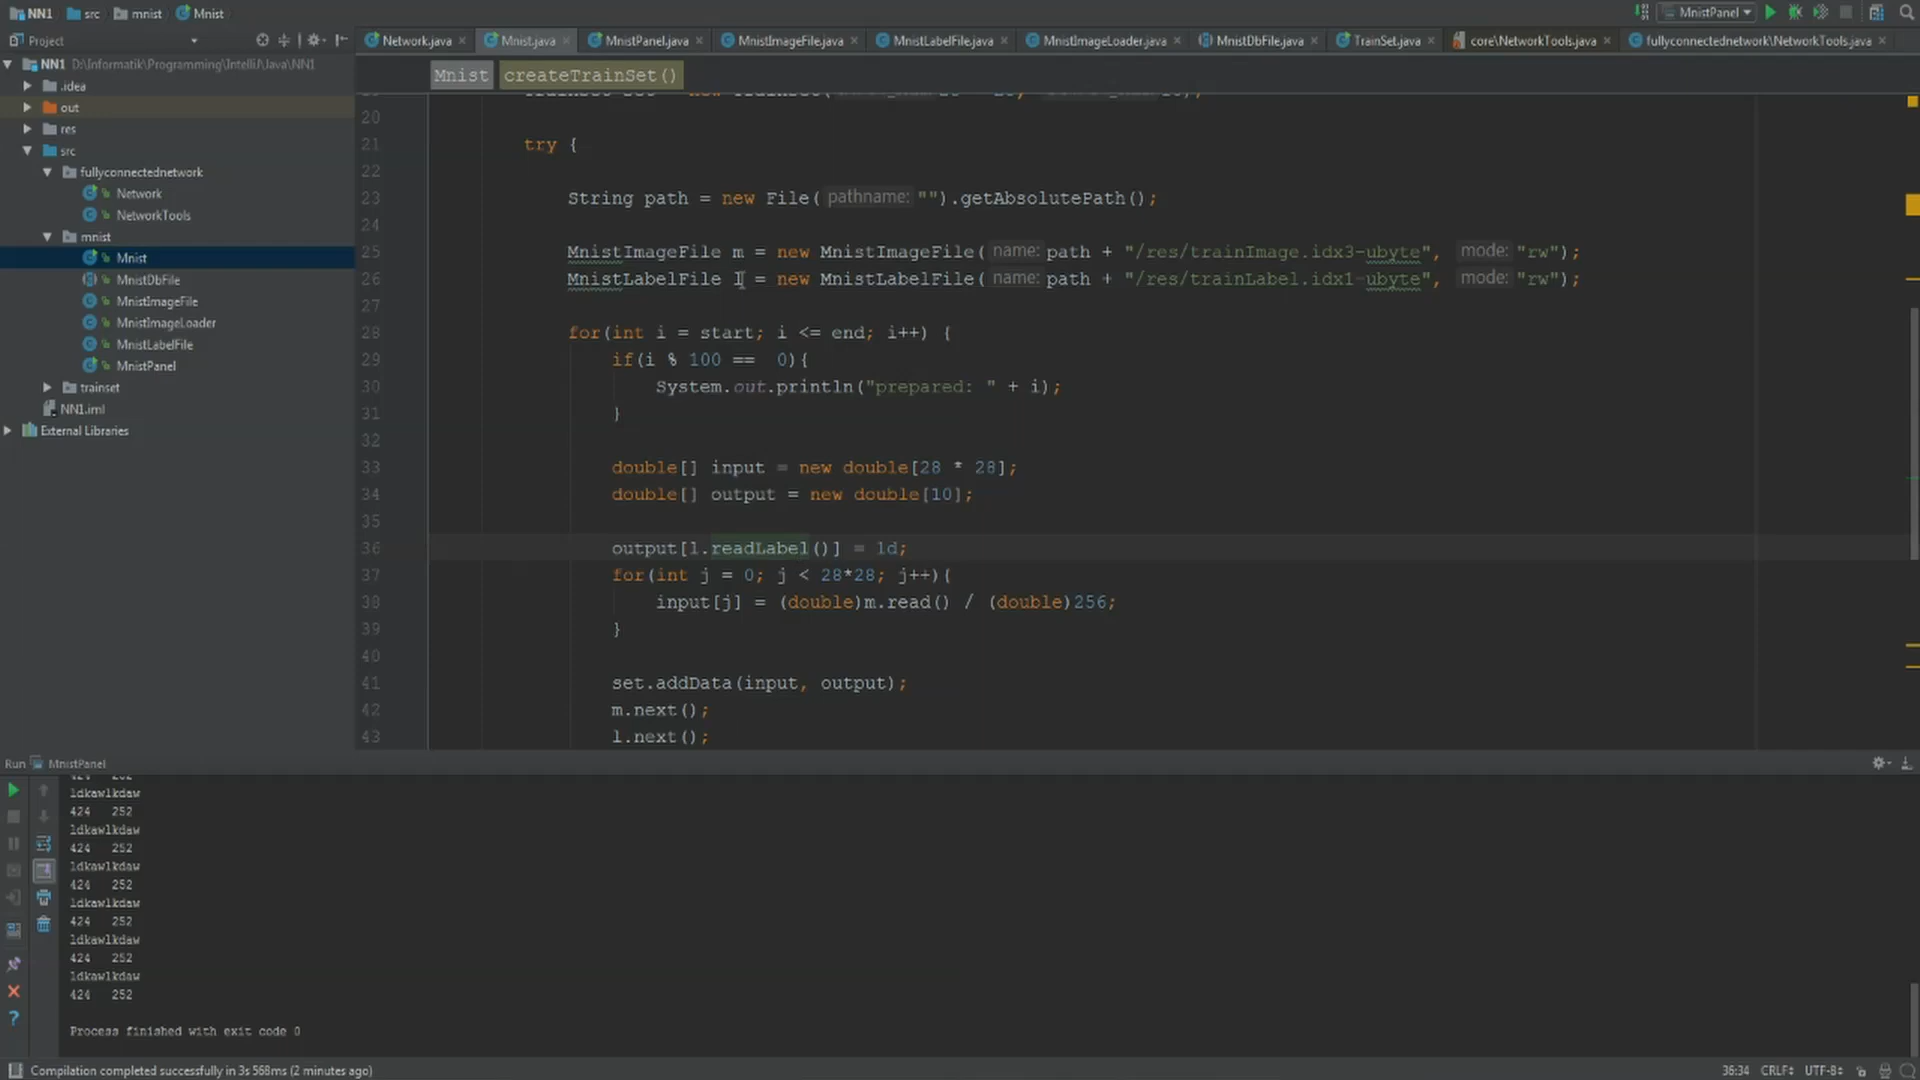 NN1 src mnist Mnist
MnistPanel
Project
Network.java Mnist.java MnistPanel.java MnistImageFile.java MnistLabelFile.java MnistImageLoader.java MnistDbFile.java TrainSet.java core\NetworkTools.java fullyconnectednetwork\NetworkTools.java
NN1 D:\Informatik\Programming\IntelliJ\Java\NN1
.idea
out
res
src
fullyconnectednetwork
Network
NetworkTools
mnist
Mnist
MnistDbFile
MnistImageFile
MnistImageLoader
MnistLabelFile
MnistPanel
trainset
NN1.iml
External Libraries
Mnist createTrainSet()
20
21 try {
22
23 String path = new File( pathname: "").getAbsolutePath();
24
25 MnistImageFile m = new MnistImageFile( name: path + "/res/trainImage.idx3-ubyte", mode: "rw");
26 MnistLabelFile l = new MnistLabelFile( name: path + "/res/trainLabel.idx1-ubyte", mode: "rw");
27
28 for(int i = start; i <= end; i++) {
29 if(i % 100 == 0){
30 System.out.println("prepared: " + i);
31 }
32
33 double[] input = new double[28 * 28];
34 double[] output = new double[10];
35
36 output[l.readLabel()] = 1d;
37 for(int j = 0; j < 28*28; j++){
38 input[j] = (double)m.read() / (double)256;
39 }
40
41 set.addData(input, output);
42 m.next();
43 l.next();
Run MnistPanel
424 252
ldkawlkdaw
424 252
ldkawlkdaw
424 252
ldkawlkdaw
424 252
ldkawlkdaw
424 252
ldkawlkdaw
424 252
ldkawlkdaw
424 252
Process finished with exit code 0
Compilation completed successfully in 3s 568ms (2 minutes ago)
36:34 CRLF UTF-8